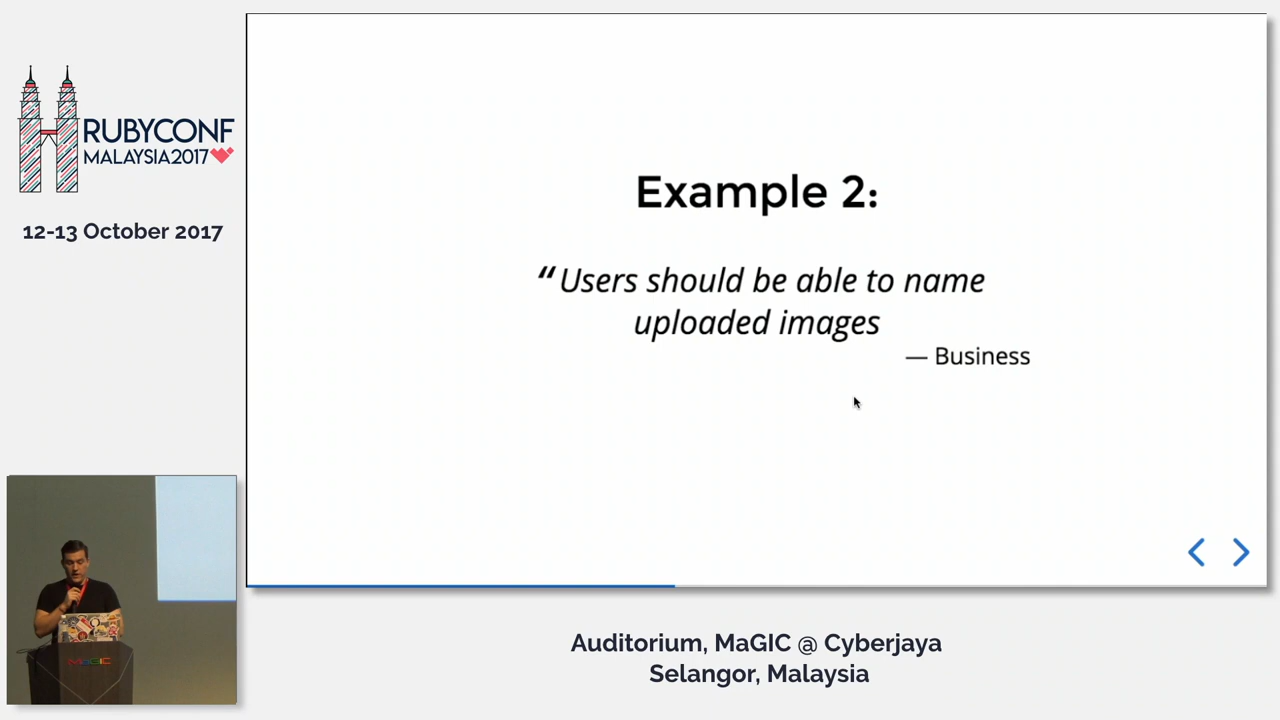 RUBYCONF
MALAYSIA2017
12-13 October 2017
Example 2:
“Users should be able to name
uploaded images
— Business
MaGIC
Auditorium, MaGIC @ Cyberjaya
Selangor, Malaysia